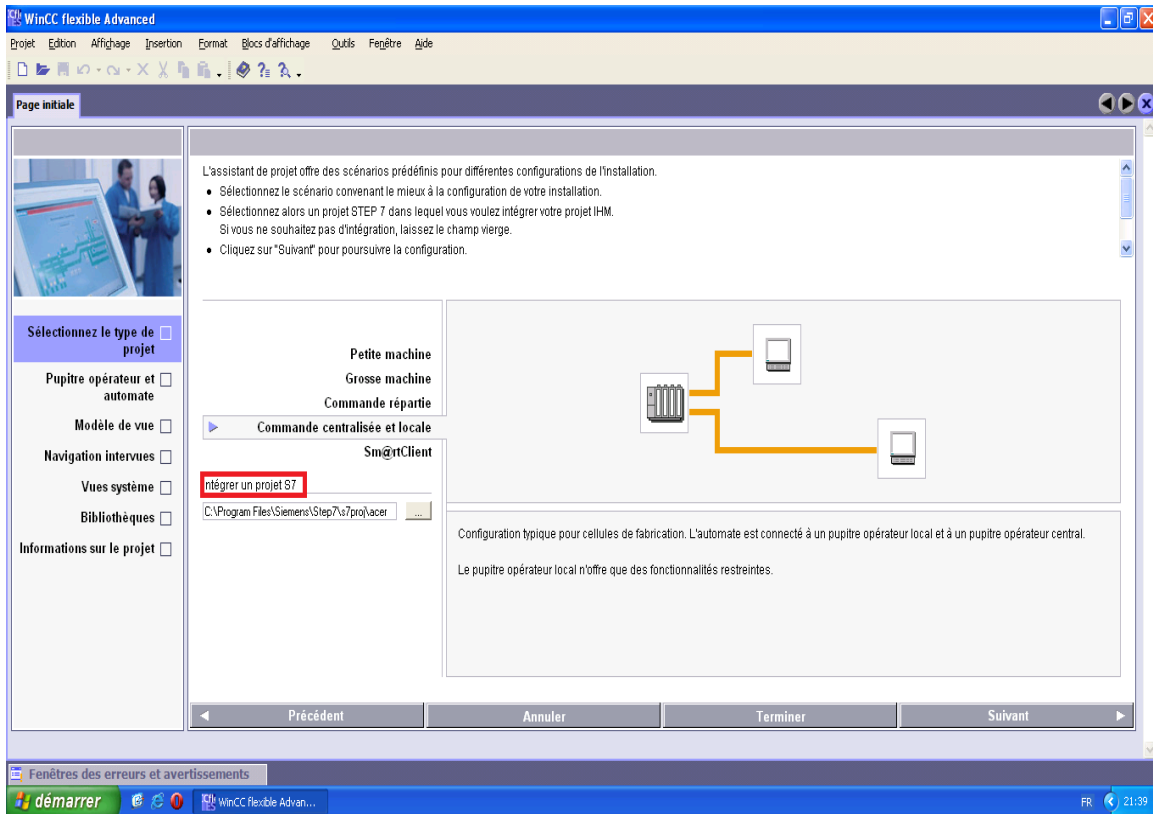 WinCC flexible Advanced
Projet Edition Affichage Insertion Format Blocs d'affichage Outils Fenêtre Aide
Page initiale
L'assistant de projet offre des scénarios prédéfinis pour différentes configurations de l'installation.
• Sélectionnez le scénario convenant le mieux à la configuration de votre installation.
• Sélectionnez alors un projet STEP 7 dans lequel vous voulez intégrer votre projet IHM.
Si vous ne souhaitez pas d'intégration, laissez le champ vierge.
• Cliquez sur "Suivant" pour poursuivre la configuration.
Sélectionnez le type de
projet
Pupitre opérateur et
automate
Modèle de vue
Navigation intervues
Vues système
Bibliothèques
Informations sur le projet
Petite machine
Grosse machine
Commande répartie
Commande centralisée et locale
Sm@rtClient
ntégrer un projet S7
C:\Program Files\Siemens\Step7\s7proj\acer
...
Configuration typique pour cellules de fabrication. L'automate est connecté à un pupitre opérateur local et à un pupitre opérateur central.
Le pupitre opérateur local n'offre que des fonctionnalités restreintes.
Précédent Annuler Terminer Suivant
Fenêtres des erreurs et avertissements
démarrer WinCC flexible Advan... FR 21:39